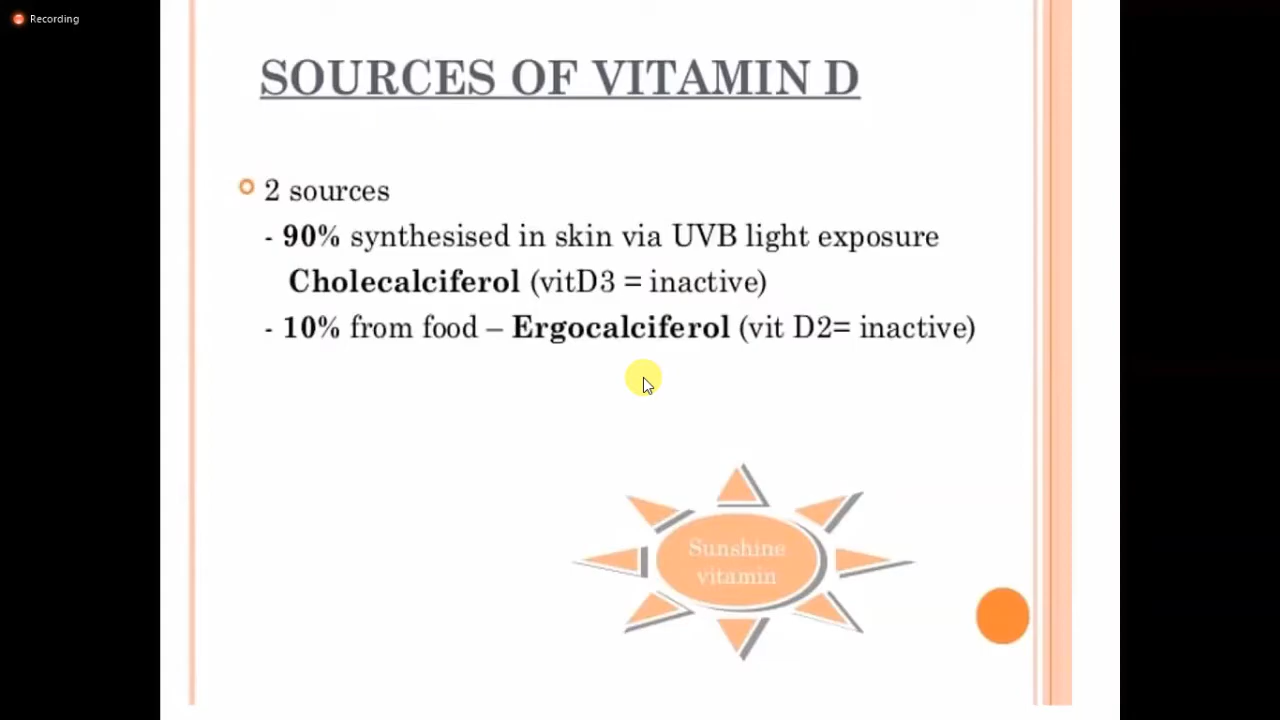 Recording
SOURCES OF VITAMIN D
2 sources
- 90% synthesised in skin via UVB light exposure
Cholecalciferol (vitD3 = inactive)
- 10% from food – Ergocalciferol (vit D2= inactive)
Sunshine
vitamin